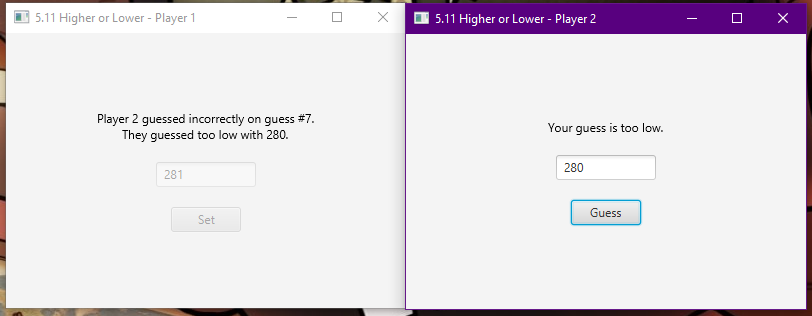 5.11 Higher or Lower - Player 1
Player 2 guessed incorrectly on guess #7.
They guessed too low with 280.
281
Set
5.11 Higher or Lower - Player 2
Your guess is too low.
280
Guess